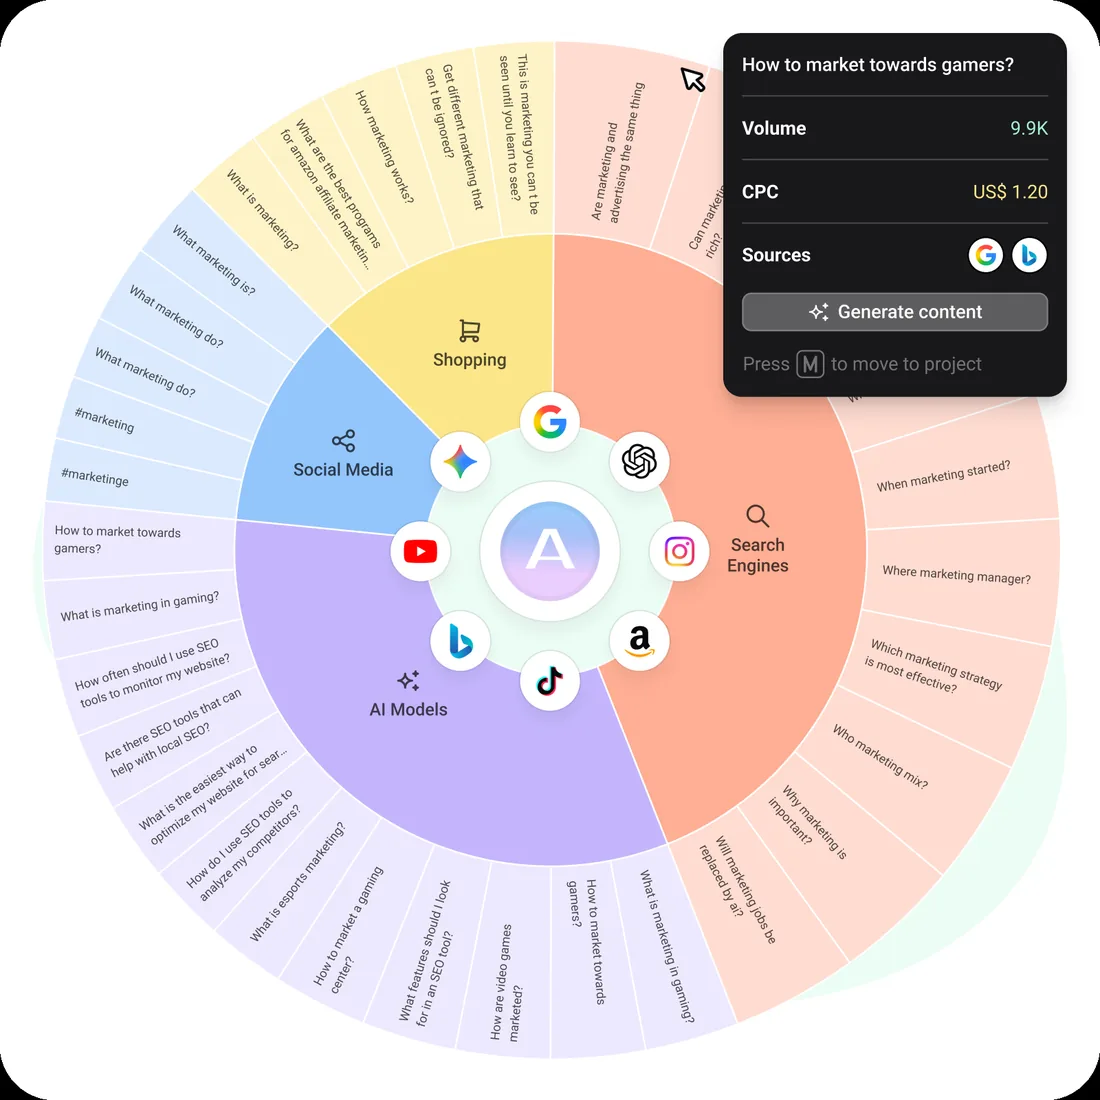 How to market towards gamers?
Volume
9.9K
CPC
US$ 1.20
Sources
Generate content
Press M to move to project
Shopping
Social Media
AI Models
Search
Engines
A
a
This is marketing you can t be
seen until you learn to see?
Get different marketing that
can t be ignored?
How marketing works?
What are the best programs
for amazon affiliate marketin...
What is marketing?
What marketing is?
What marketing do?
What marketing do?
#marketing
#marketinge
How to market towards
gamers?
What is marketing in gaming?
How often should I use SEO
tools to monitor my website?
Are there SEO tools that can
help with local SEO?
What is the easiest way to
optimize my website for sear...
How do I use SEO tools to
analyze my competitors?
What is esports marketing?
How to market a gaming
center?
What features should I look
for in an SEO tool?
How are video games
marketed?
How to market towards
gamers?
What is marketing in gaming?
Will marketing jobs be
replaced by ai?
Why marketing is
important?
Who marketing mix?
Which marketing strategy
is most effective?
Where marketing manager?
When marketing started?
Can
rich?
Are marketing and
advertising the same thing